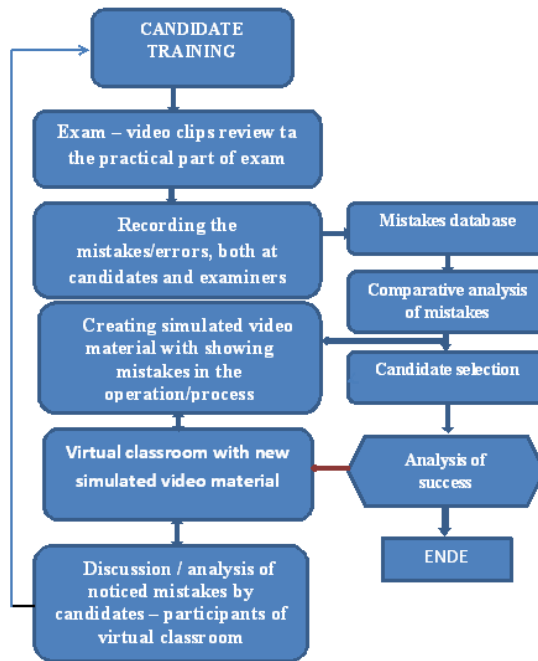 CANDIDATE
TRAINING
Exam – video clips review ta
the practical part of exam
Recording the
mistakes/errors, both at
candidates and examiners
Mistakes database
Comparative analysis
of mistakes
Creating simulated video
material with showing
mistakes in the
operation/process
Candidate selection
Virtual classroom with new
simulated video material
Analysis of
success
ENDE
Discussion / analysis of
noticed mistakes by
candidates – participants of
virtual classroom